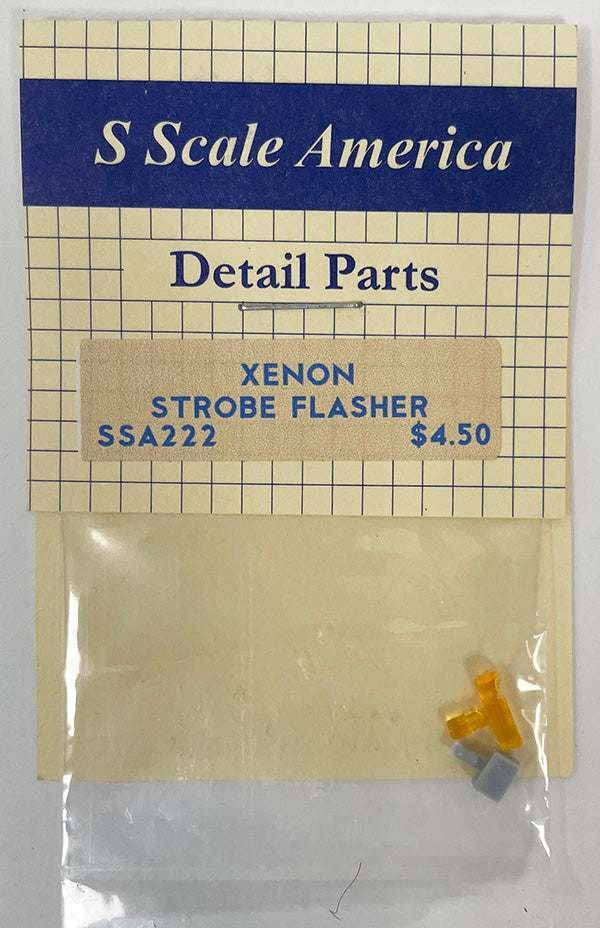 S Scale America
Detail Parts
XENON
STROBE FLASHER
SSA222 $4.50